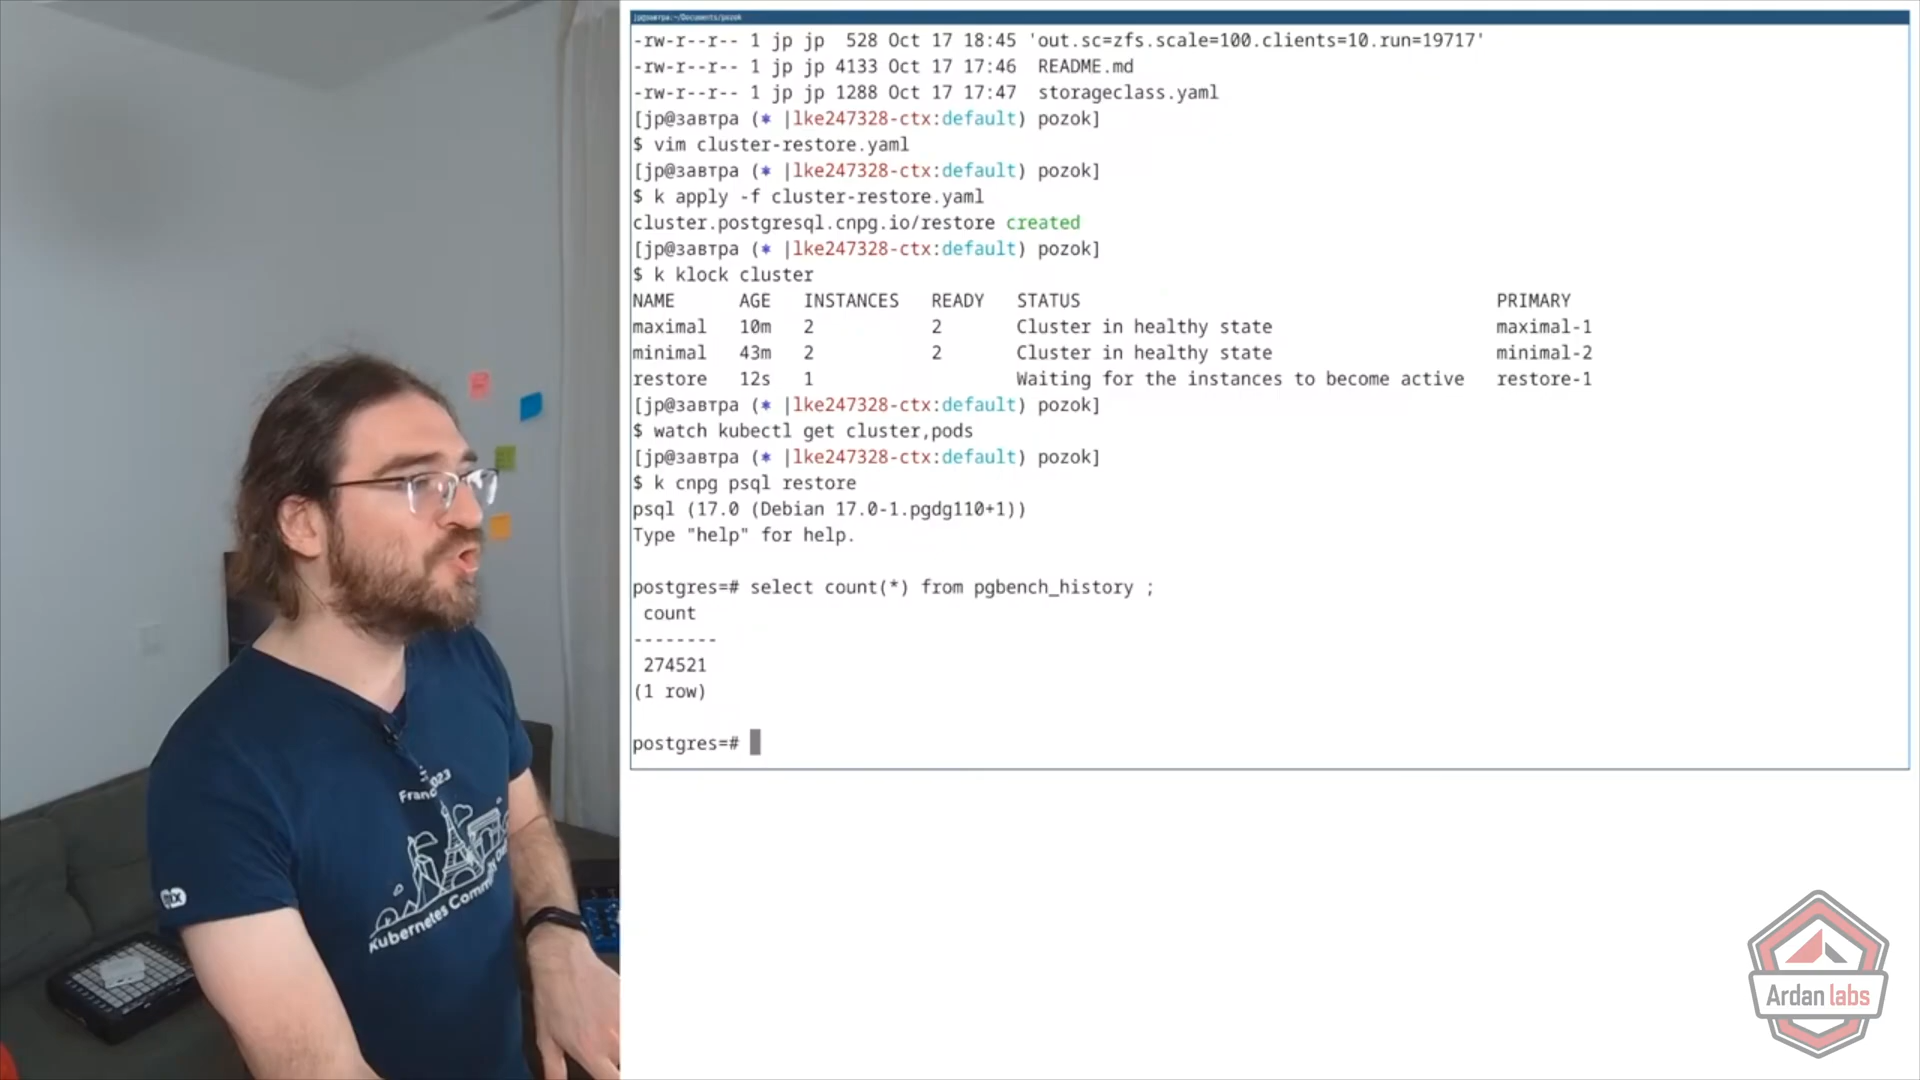 jp@завтра:~/Documents/pozok
-rw-r--r-- 1 jp jp  528 Oct 17 18:45 'out.sc=zfs.scale=100.clients=10.run=19717'
-rw-r--r-- 1 jp jp 4133 Oct 17 17:46  README.md
-rw-r--r-- 1 jp jp 1288 Oct 17 17:47  storageclass.yaml
[jp@завтра (* |lke247328-ctx:default) pozok]
$ vim cluster-restore.yaml
[jp@завтра (* |lke247328-ctx:default) pozok]
$ k apply -f cluster-restore.yaml
cluster.postgresql.cnpg.io/restore created
[jp@завтра (* |lke247328-ctx:default) pozok]
$ k klock cluster
NAME      AGE   INSTANCES   READY   STATUS                                       PRIMARY
maximal   10m   2           2       Cluster in healthy state                     maximal-1
minimal   43m   2           2       Cluster in healthy state                     minimal-2
restore   12s   1                   Waiting for the instances to become active   restore-1
[jp@завтра (* |lke247328-ctx:default) pozok]
$ watch kubectl get cluster,pods
[jp@завтра (* |lke247328-ctx:default) pozok]
$ k cnpg psql restore
psql (17.0 (Debian 17.0-1.pgdg110+1))
Type "help" for help.
postgres=# select count(*) from pgbench_history ;
count
--------
274521
(1 row)
postgres=#
Kubernetes
Ardan labs